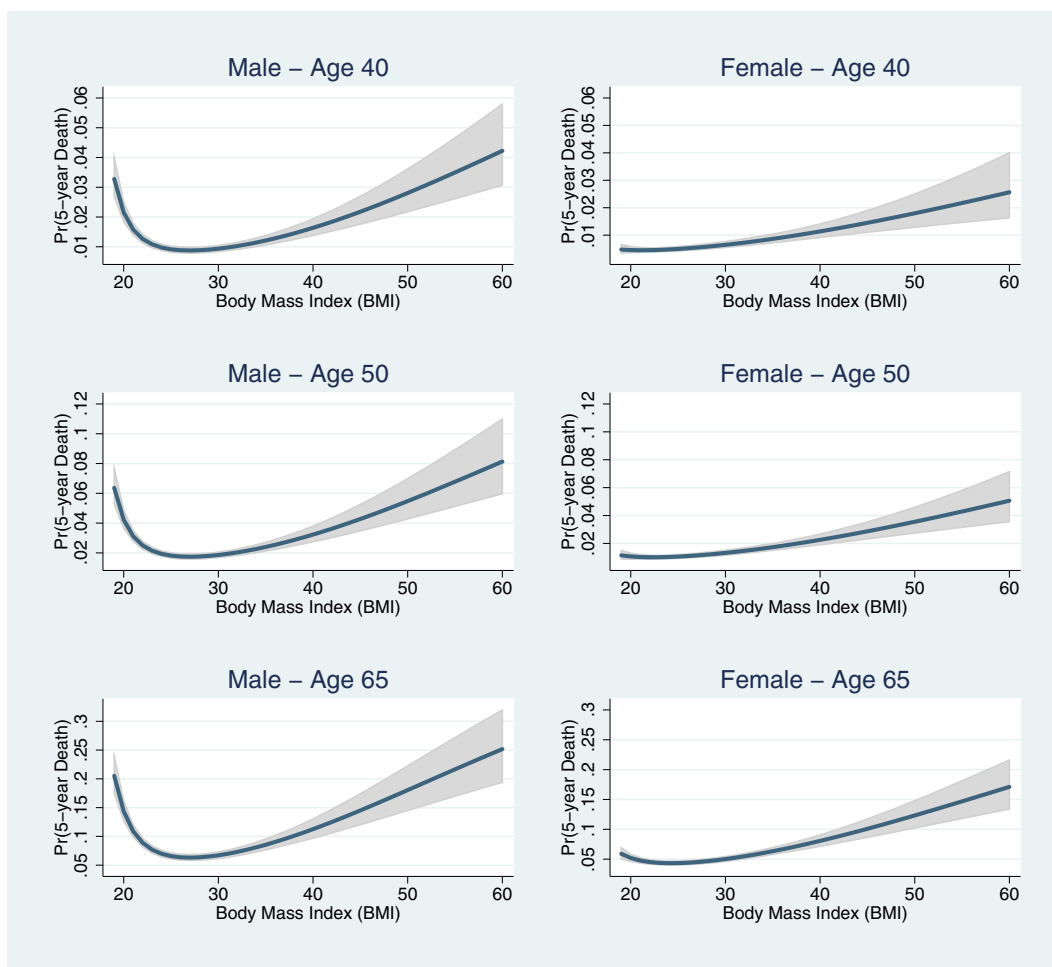 Male − Age 40
Pr(5−year Death)
.01 .02 .03 .04 .05 .06
20 30 40 50 60
Body Mass Index (BMI)
Female − Age 40
Pr(5−year Death)
.01 .02 .03 .04 .05 .06
20 30 40 50 60
Body Mass Index (BMI)
Male − Age 50
Pr(5−year Death)
.02 .04 .06 .08 .1 .12
20 30 40 50 60
Body Mass Index (BMI)
Female − Age 50
Pr(5−year Death)
.02 .04 .06 .08 .1 .12
20 30 40 50 60
Body Mass Index (BMI)
Male − Age 65
Pr(5−year Death)
.05 .1 .15 .2 .25 .3
20 30 40 50 60
Body Mass Index (BMI)
Female − Age 65
Pr(5−year Death)
.05 .1 .15 .2 .25 .3
20 30 40 50 60
Body Mass Index (BMI)